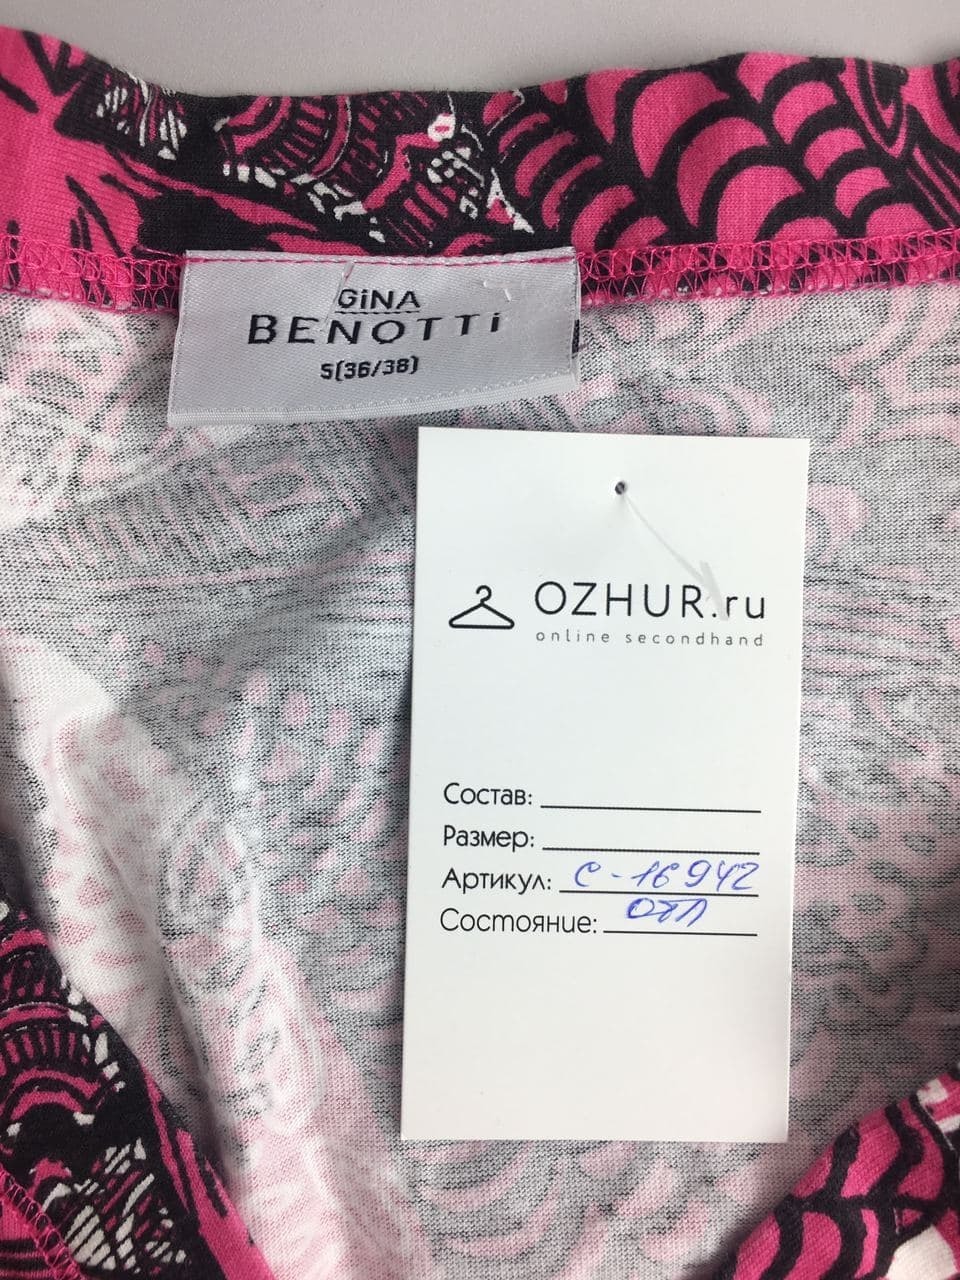 GiNA
BENOTTi
S(36/38)
OZHUR.ru
online secondhand
Состав:
Размер:
Артикул: С-16942
Состояние: отл